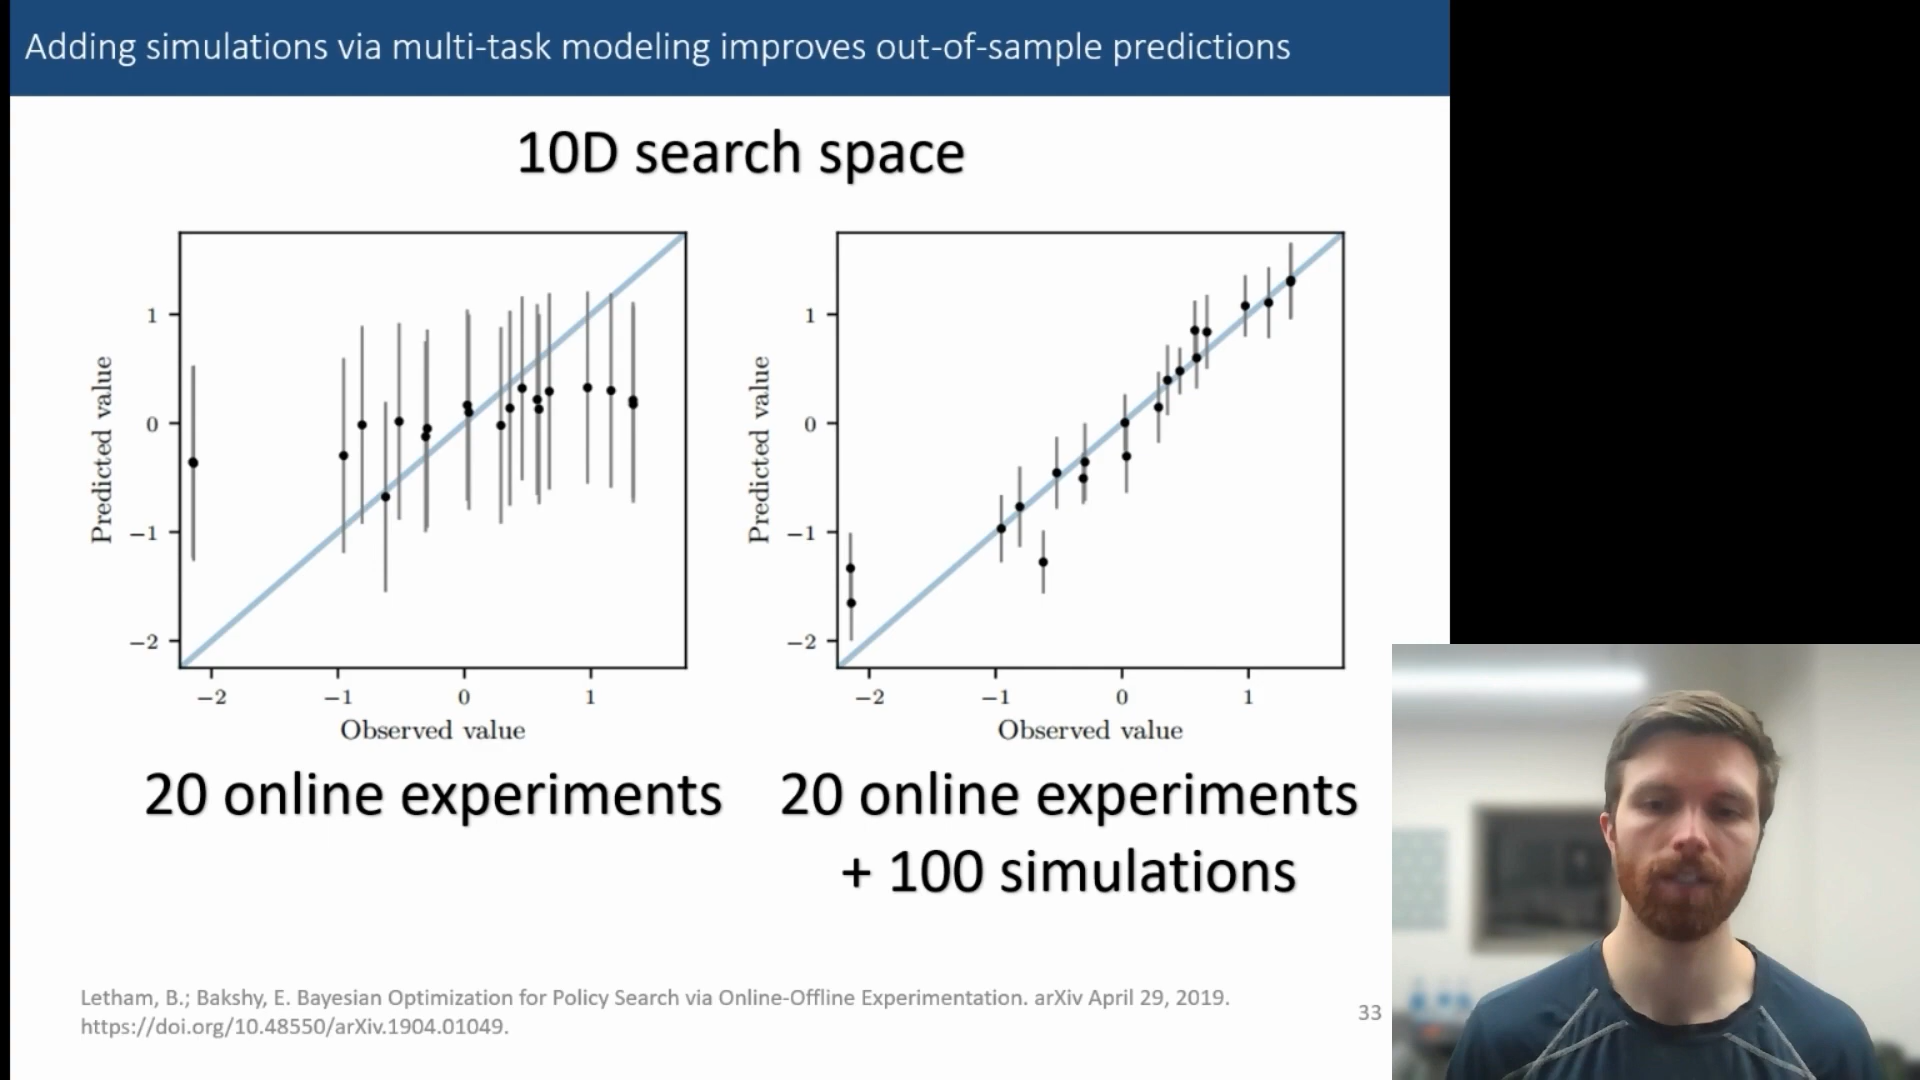 Adding simulations via multi-task modeling improves out-of-sample predictions
10D search space
Predicted value
1
0
−1
−2
−2
−1
0
1
Observed value
Predicted value
1
0
−1
−2
−2
−1
0
1
Observed value
20 online experiments
20 online experiments
+ 100 simulations
Letham, B.; Bakshy, E. Bayesian Optimization for Policy Search via Online-Offline Experimentation. arXiv April 29, 2019.
https://doi.org/10.48550/arXiv.1904.01049.
33